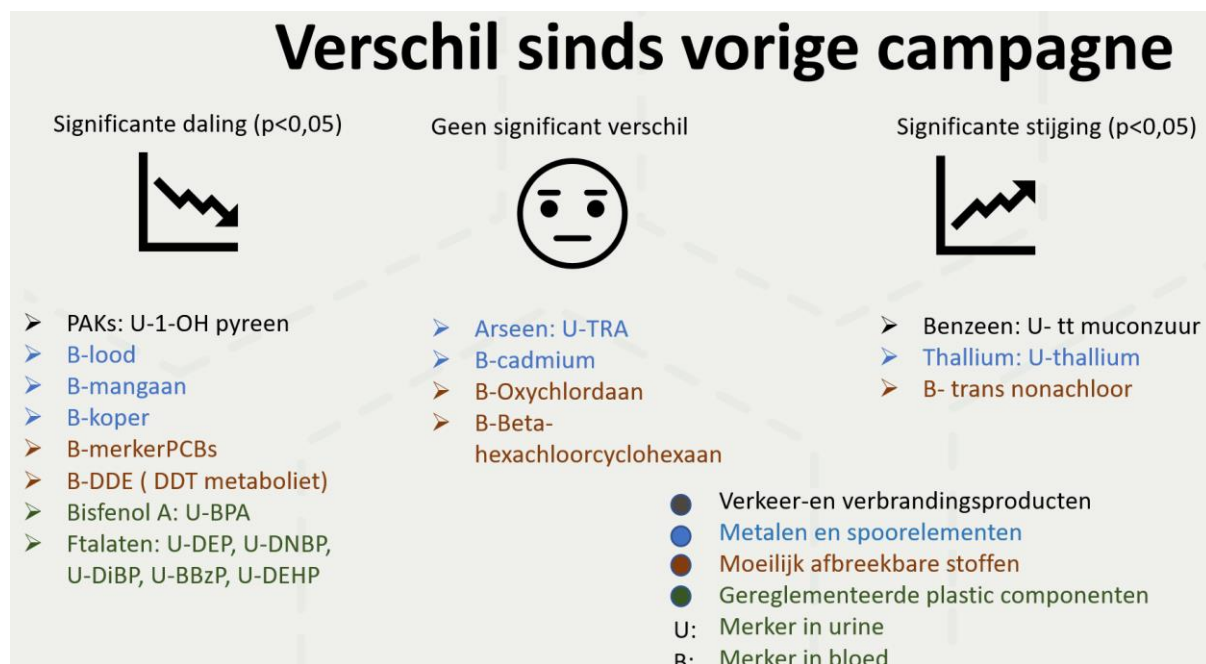 Verschil sinds vorige campagne
Significante daling (p<0,05)
PAKs: U-1-OH pyreen
B-lood
B-mangaan
B-koper
B-merkerPCBs
B-DDE ( DDT metaboliet)
Bisfenol A: U-BPA
Ftalaten: U-DEP, U-DNBP,
U-DiBP, U-BBzP, U-DEHP
Geen significant verschil
Arseen: U-TRA
B-cadmium
B-Oxychlordaan
B-Beta-
hexachloorcyclohexaan
Significante stijging (p<0,05)
Benzeen: U- tt muconzuur
Thallium: U-thallium
B- trans nonachloor
Verkeer-en verbrandingsproducten
Metalen en spoorelementen
Moeilijk afbreekbare stoffen
Gereglementeerde plastic componenten
U: Merker in urine
B: Merker in bloed